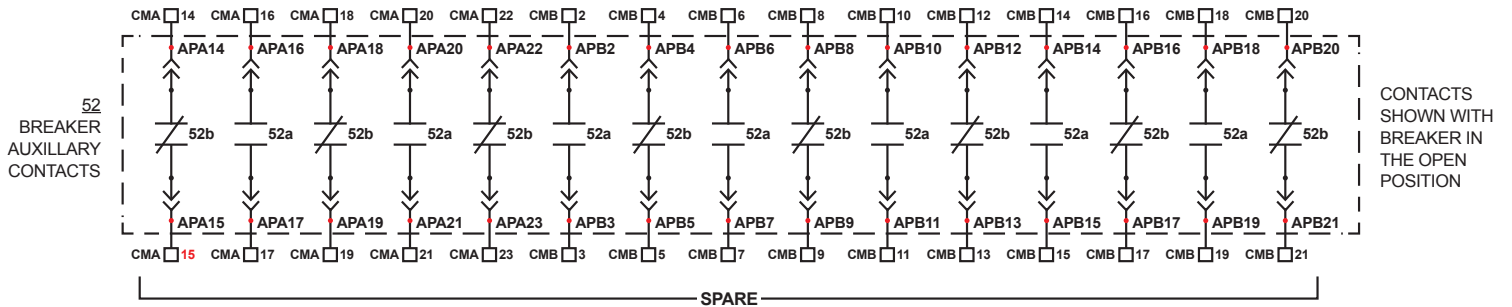 CMA 14 CMA 16 CMA 18 CMA 20 CMA 22 CMB 2 CMB 4 CMB 6 CMB 8 CMB 10 CMB 12 CMB 14 CMB 16 CMB 18 CMB 20
APA14 APA16 APA18 APA20 APA22 APB2 APB4 APB6 APB8 APB10 APB12 APB14 APB16 APB18 APB20
52
BREAKER
AUXILLARY
CONTACTS
52b 52a 52b 52a 52b 52a 52b 52a 52b 52a 52b 52a 52b 52a 52b
CONTACTS
SHOWN WITH
BREAKER IN
THE OPEN
POSITION
APA15 APA17 APA19 APA21 APA23 APB3 APB5 APB7 APB9 APB11 APB13 APB15 APB17 APB19 APB21
CMA 15 CMA 17 CMA 19 CMA 21 CMA 23 CMB 3 CMB 5 CMB 7 CMB 9 CMB 11 CMB 13 CMB 15 CMB 17 CMB 19 CMB 21
SPARE